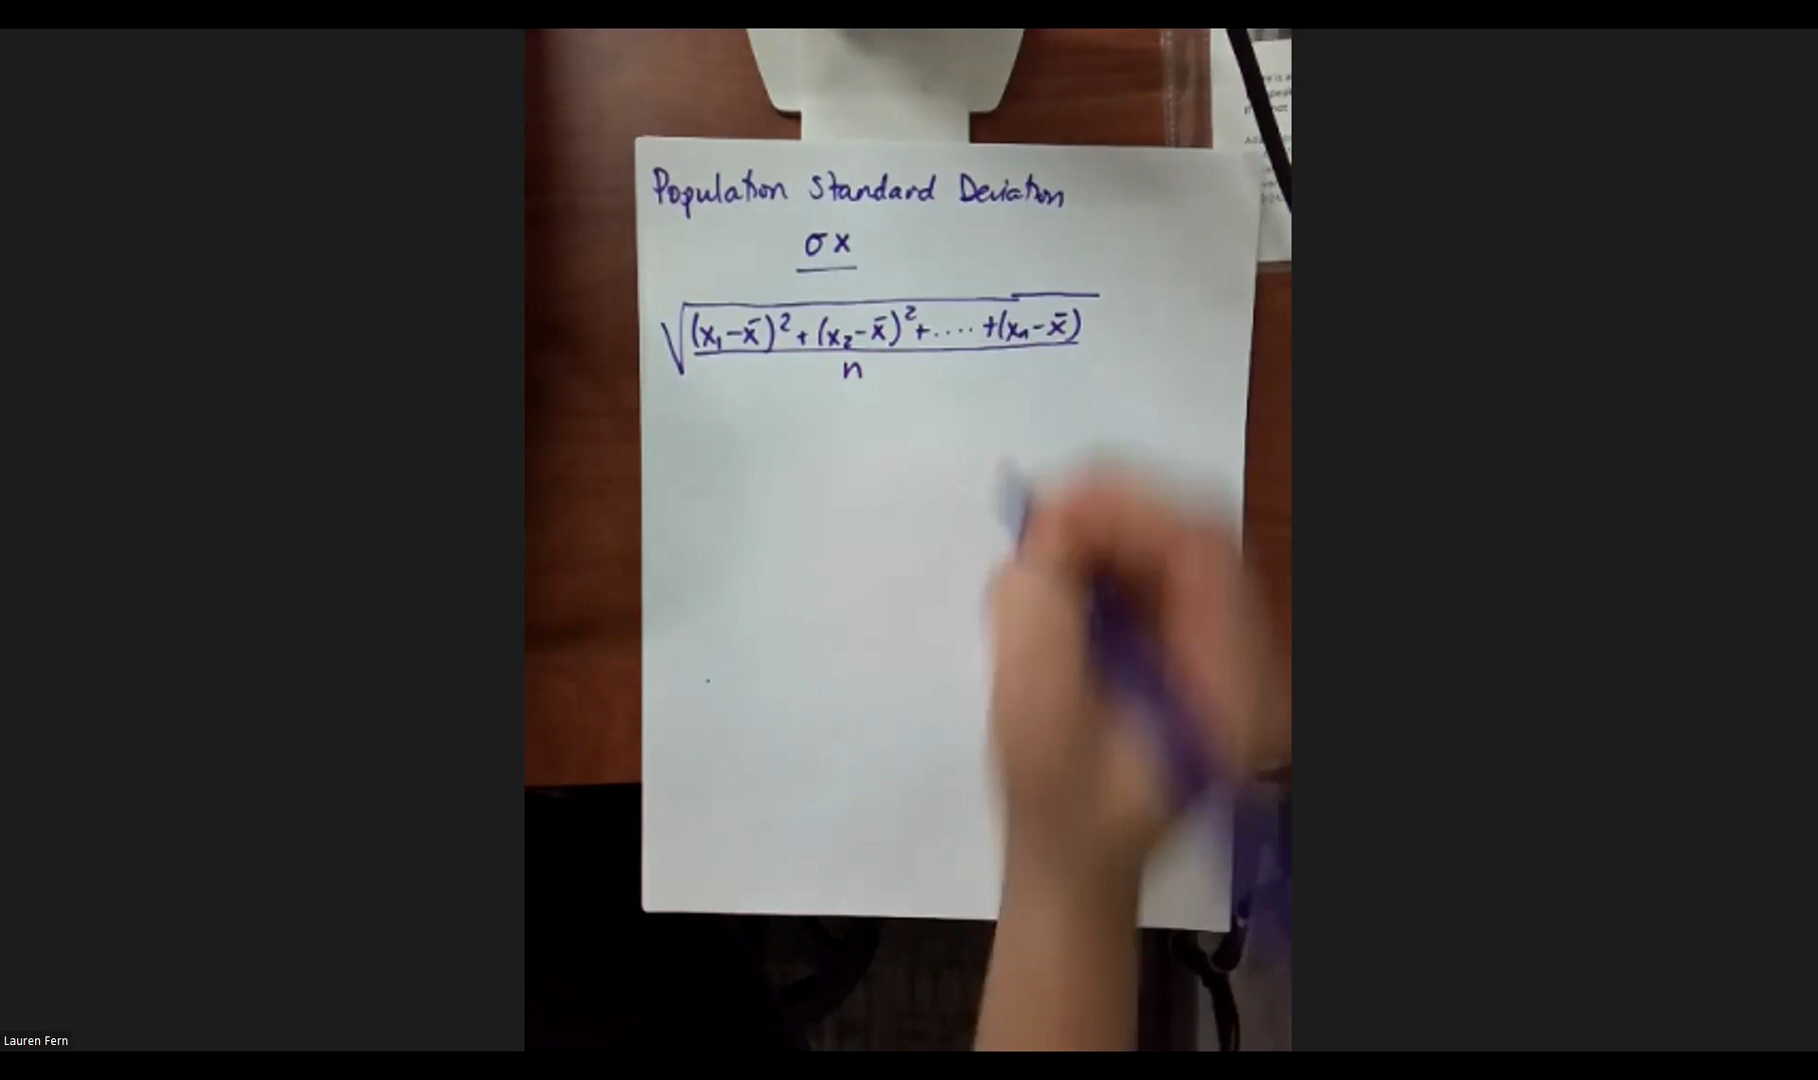 Population Standard Deviation
σx
√((x₁-x̄)²+(x₂-x̄)²+....+(xₙ-x̄))
n
Lauren Fern